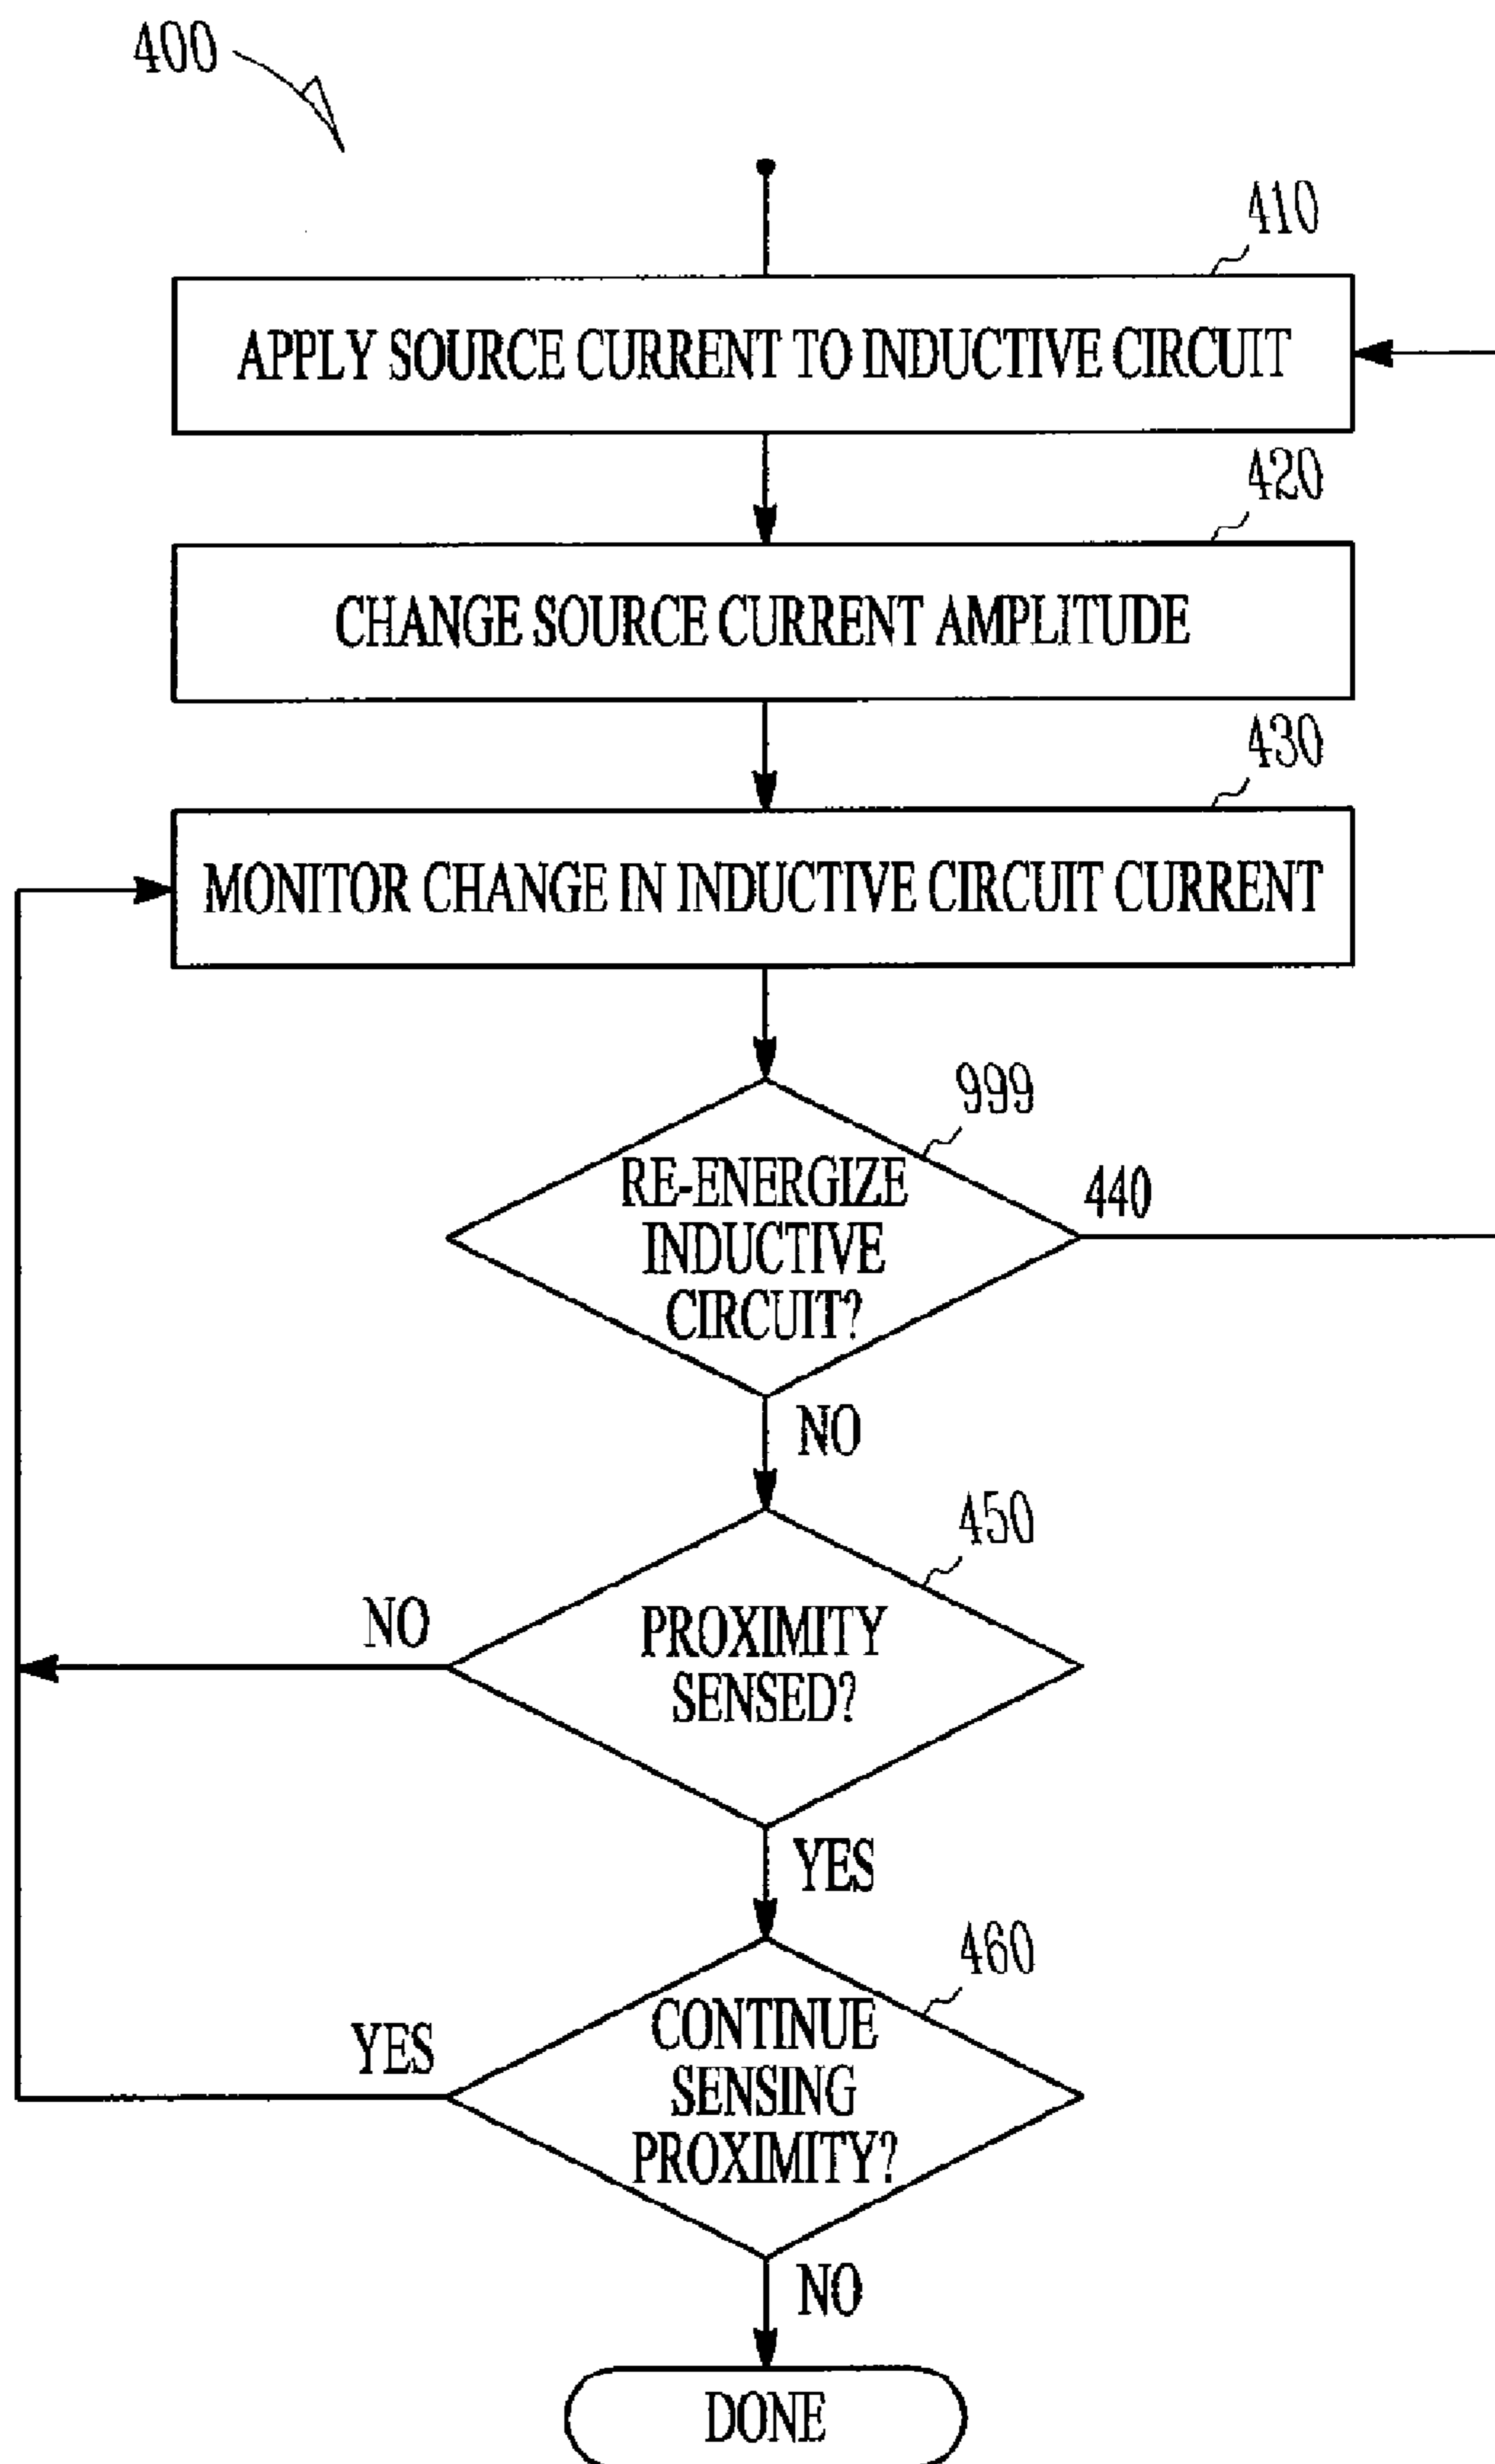 400
410
APPLY SOURCE CURRENT TO INDUCTIVE CIRCUIT
420
CHANGE SOURCE CURRENT AMPLITUDE
430
MONITOR CHANGE IN INDUCTIVE CIRCUIT CURRENT
999
RE-ENERGIZE
INDUCTIVE
CIRCUIT?
440
NO
450
PROXIMITY
SENSED?
NO
YES
460
CONTINUE
SENSING
PROXIMITY?
YES
NO
DONE